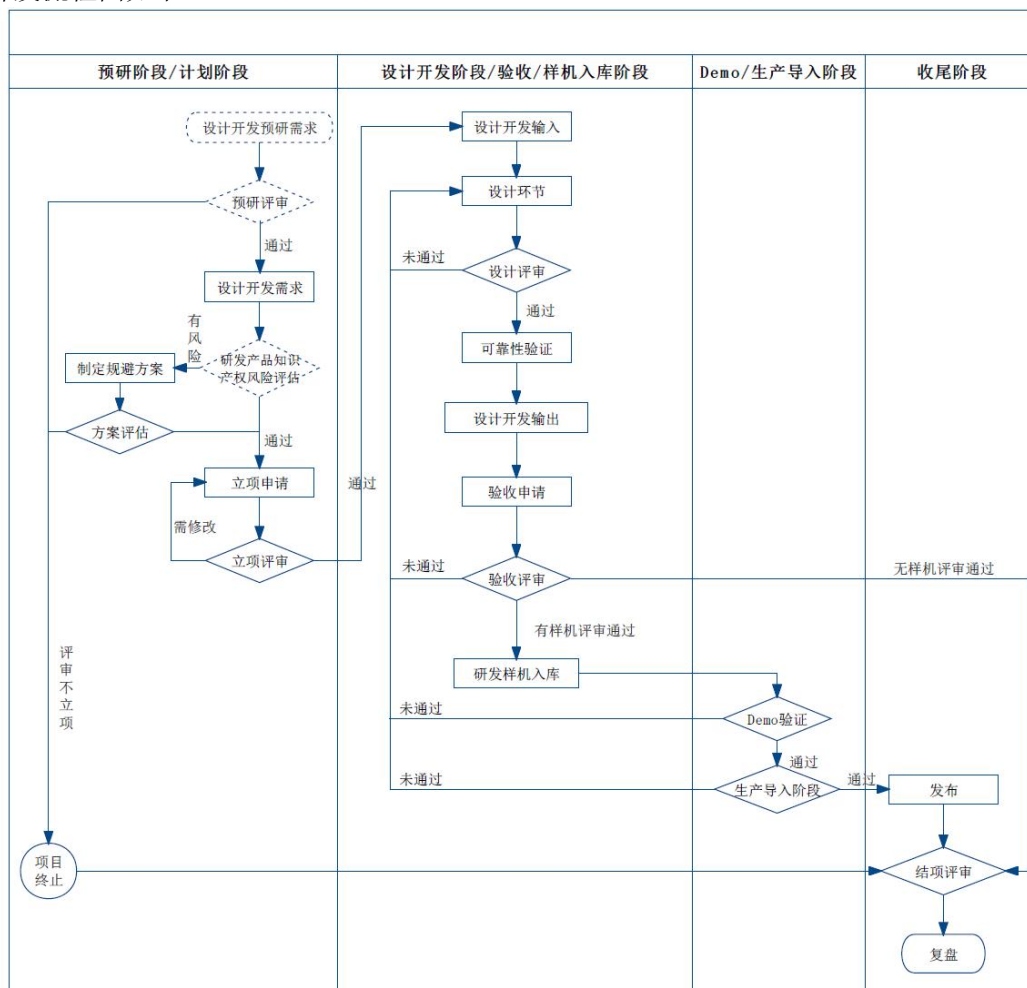 预研阶段/计划阶段
设计开发阶段/验收/样机入库阶段
Demo/生产导入阶段
收尾阶段
设计开发预研需求
预研评审
通过
设计开发需求
有风险
研发产品知识
产权风险评估
制定规避方案
方案评估
通过
立项申请
需修改
立项评审
通过
评审不立项
项目
终止
设计开发输入
设计环节
未通过
设计评审
通过
可靠性验证
设计开发输出
验收申请
未通过
验收评审
无样机评审通过
有样机评审通过
研发样机入库
未通过
Demo验证
通过
未通过
生产导入阶段
通过
发布
结项评审
复盘